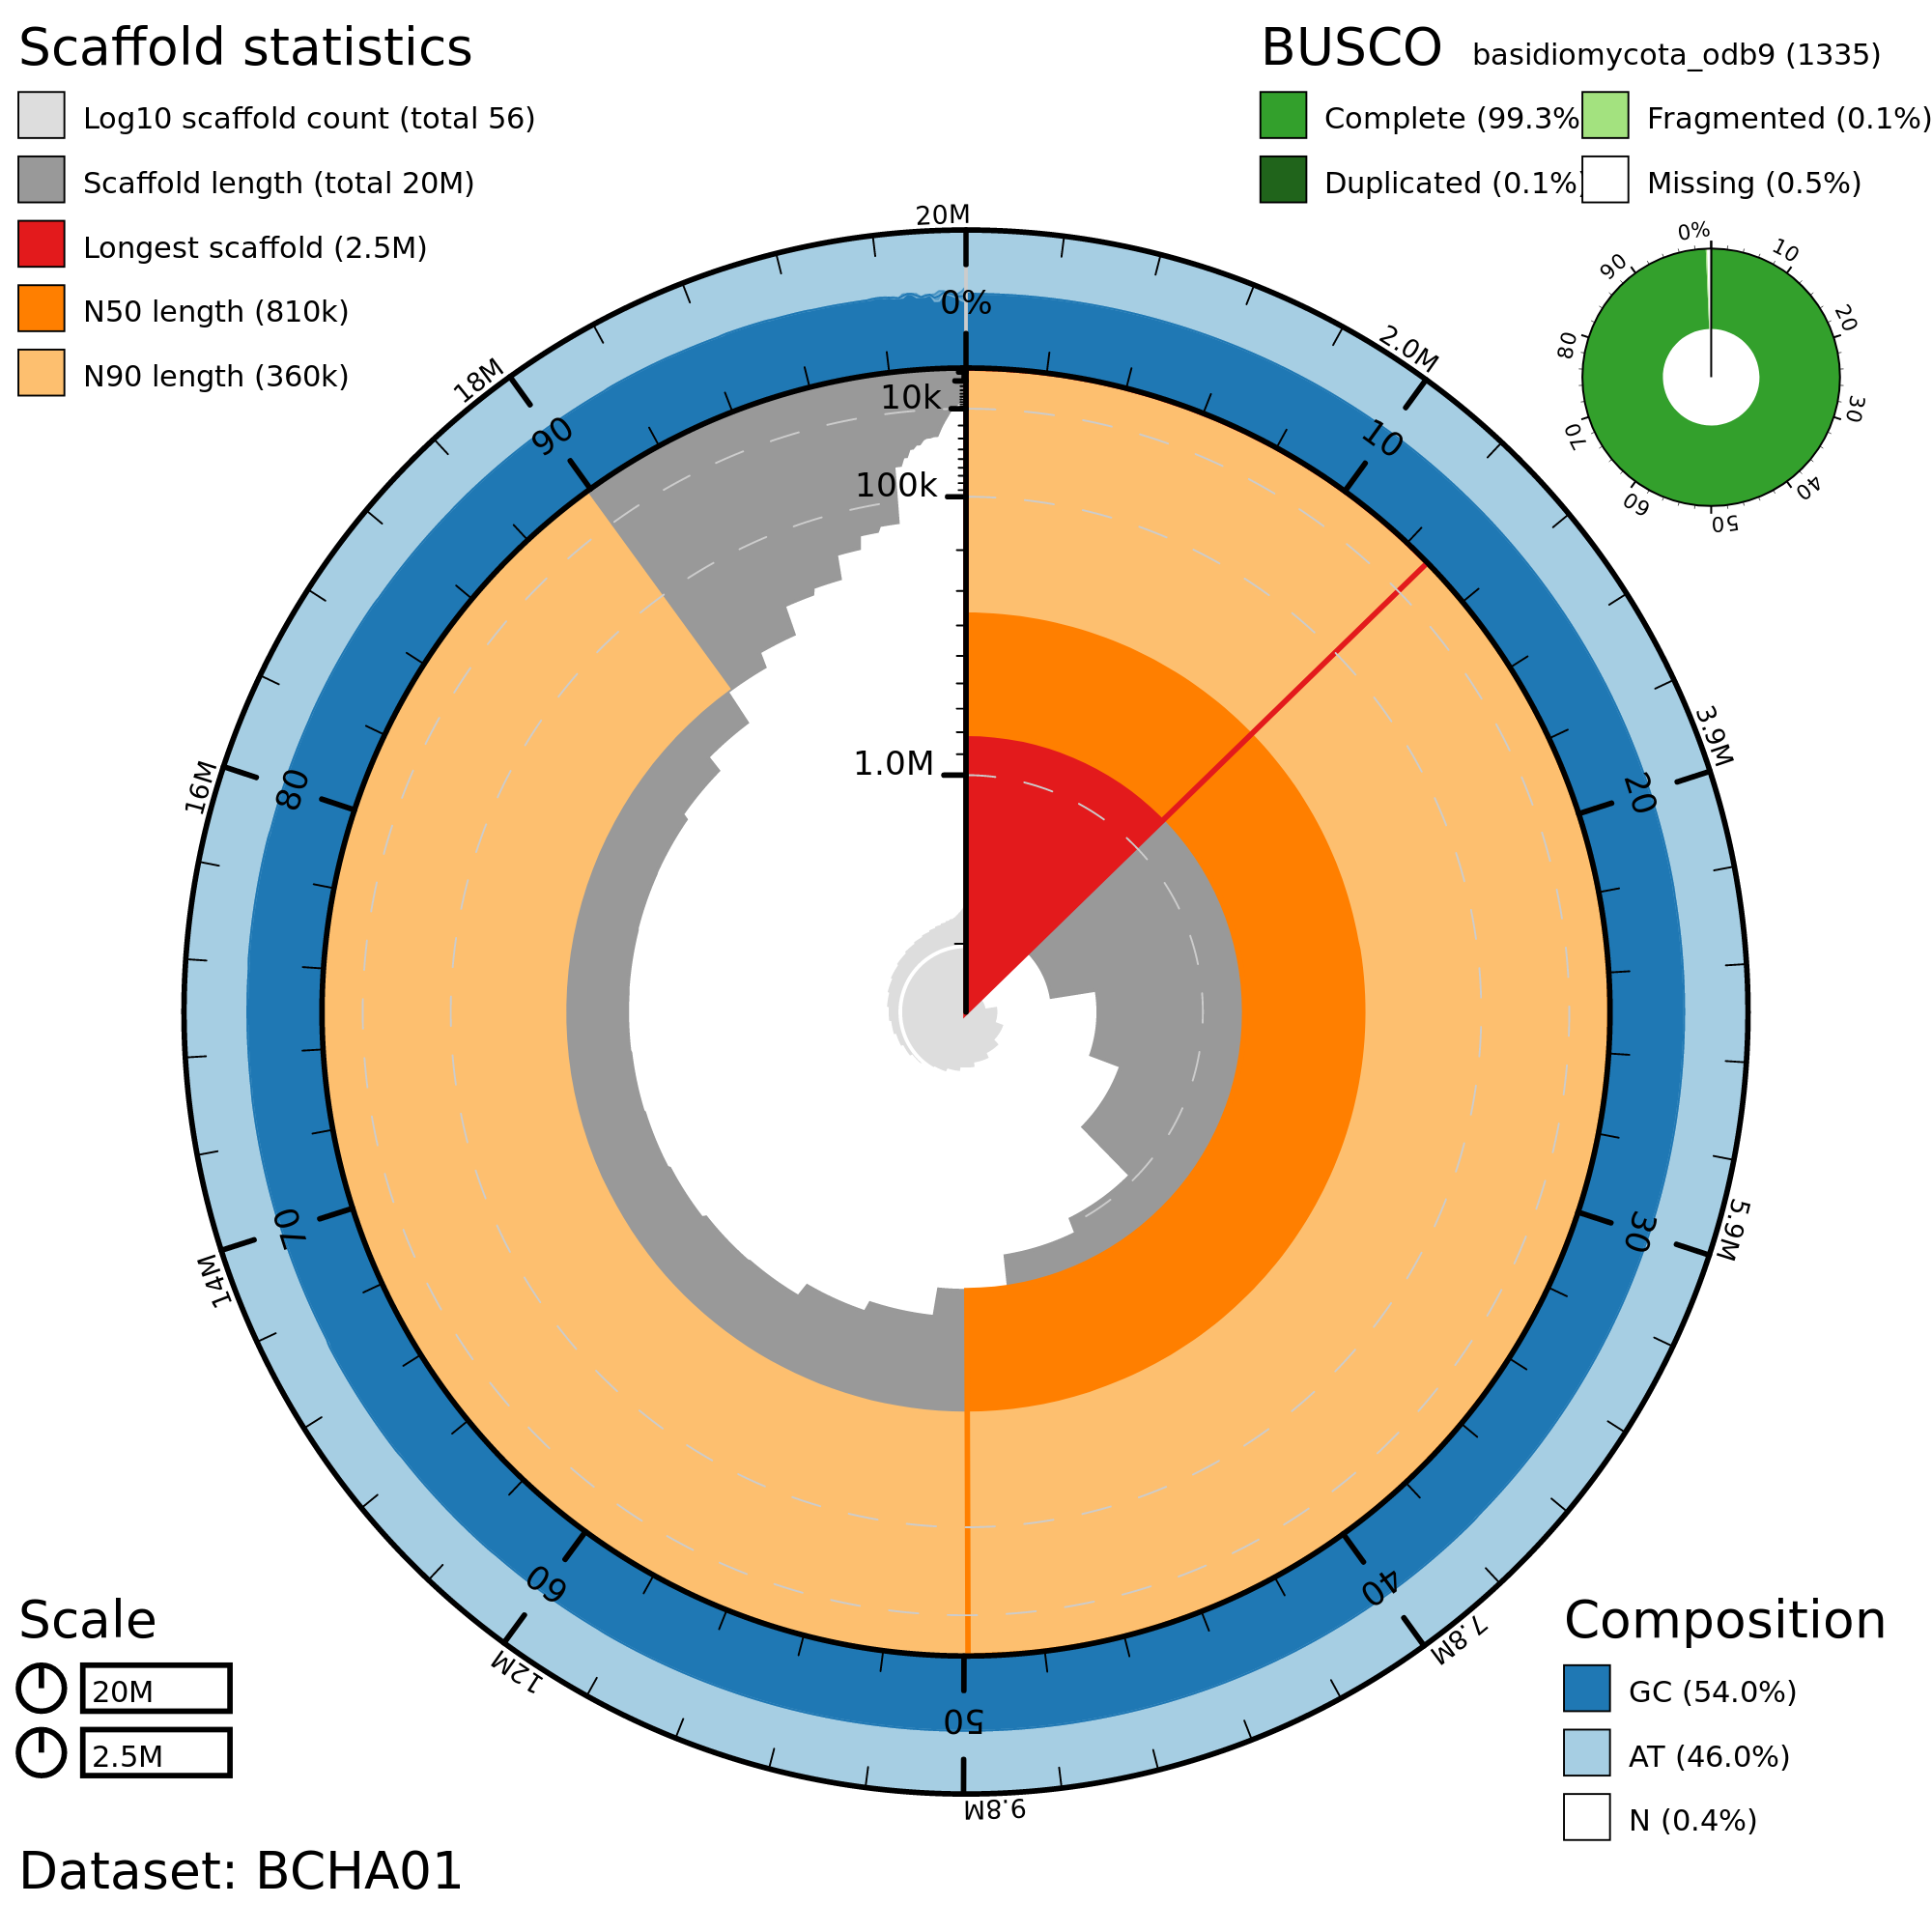 Scaffold statistics
Log10 scaffold count (total 56)
Scaffold length (total 20M)
Longest scaffold (2.5M)
N50 length (810k)
N90 length (360k)
BUSCO basidiomycota_odb9 (1335)
Complete (99.3%
Fragmented (0.1%)
Duplicated (0.1%)
Missing (0.5%)
0%
10
20
30
40
50
60
70
80
90
20M
2.0M
3.9M
5.9M
7.8M
9.8M
12M
14M
16M
18M
0%
10
20
30
40
50
60
70
80
90
10k
100k
1.0M
Scale
20M
2.5M
Composition
GC (54.0%)
AT (46.0%)
N (0.4%)
Dataset: BCHA01